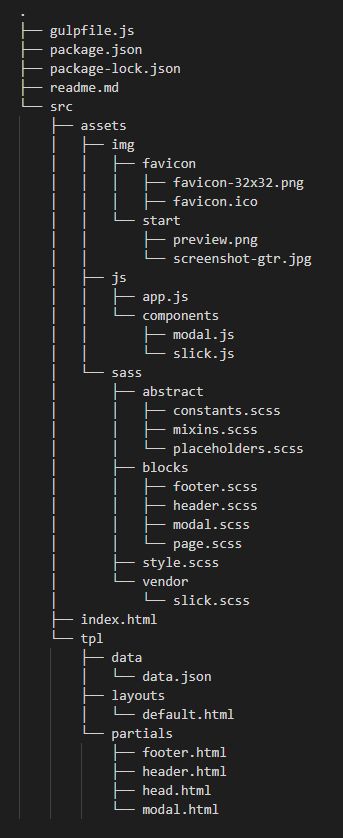 .
├── gulpfile.js
├── package.json
├── package-lock.json
├── readme.md
└── src
    ├── assets
    │   ├── img
    │   │   ├── favicon
    │   │   │   ├── favicon-32x32.png
    │   │   │   ├── favicon.ico
    │   │   └── start
    │   │       ├── preview.png
    │   │       └── screenshot-gtr.jpg
    │   ├── js
    │   │   ├── app.js
    │   │   └── components
    │   │       ├── modal.js
    │   │       └── slick.js
    │   └── sass
    │       ├── abstract
    │       │   ├── constants.scss
    │       │   ├── mixins.scss
    │       │   └── placeholders.scss
    │       ├── blocks
    │       │   ├── footer.scss
    │       │   ├── header.scss
    │       │   ├── modal.scss
    │       │   └── page.scss
    │       ├── style.scss
    │       └── vendor
    │           └── slick.scss
    ├── index.html
    └── tpl
        ├── data
        │   └── data.json
        ├── layouts
        │   └── default.html
        └── partials
            ├── footer.html
            ├── header.html
            ├── head.html
            └── modal.html